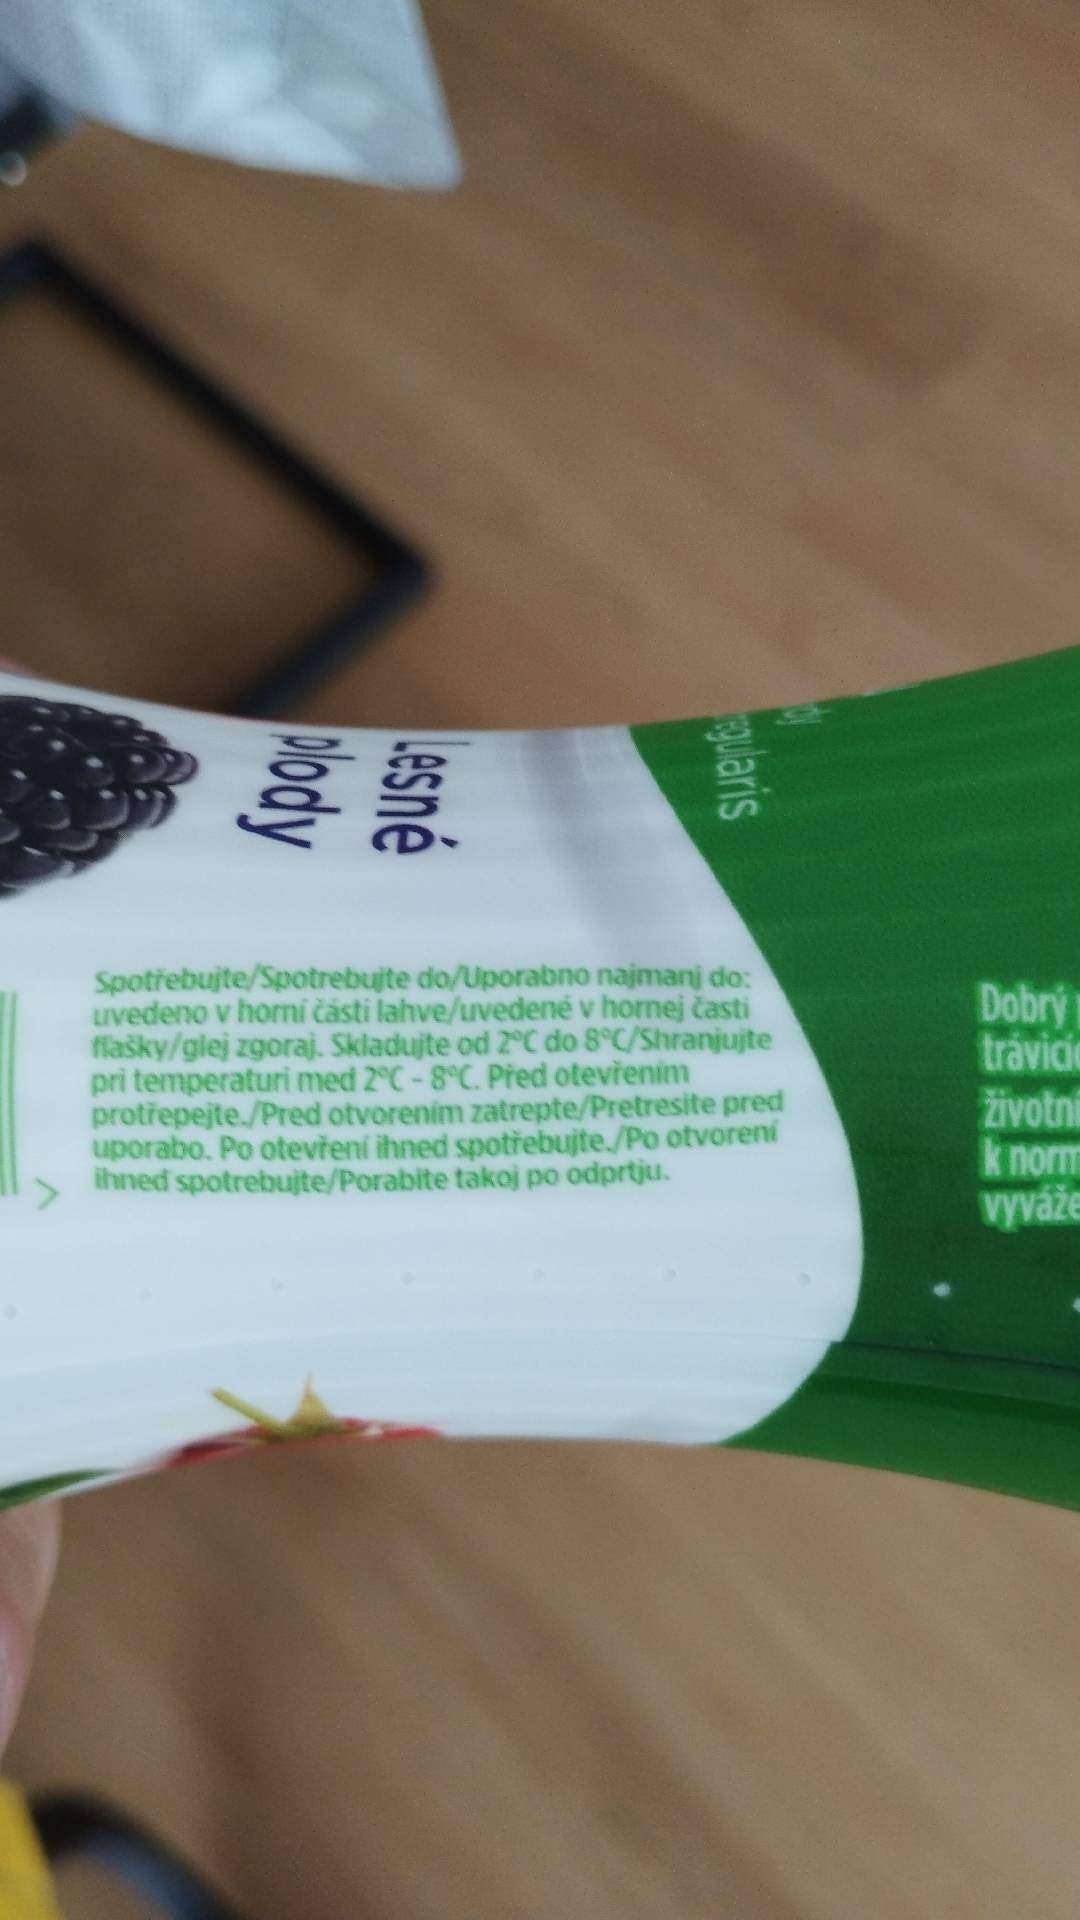 Lesné
plody
regularis
Spotřebujte/Spotrebujte do/Uporabno najmanj do:
uvedeno v horní části lahve/uvedené v hornej časti
flašky/glej zgoraj. Skladujte od 2°C do 8°C/Shranjujte
pri temperaturi med 2°C - 8°C. Před otevřením
protřepejte./Pred otvorením zatrepte/Pretresite pred
uporabo. Po otevření ihned spotřebujte./Po otvorení
ihneď spotrebujte/Porabite takoj po odprtju.
>
Dobrý
životní
k norm
vyváže